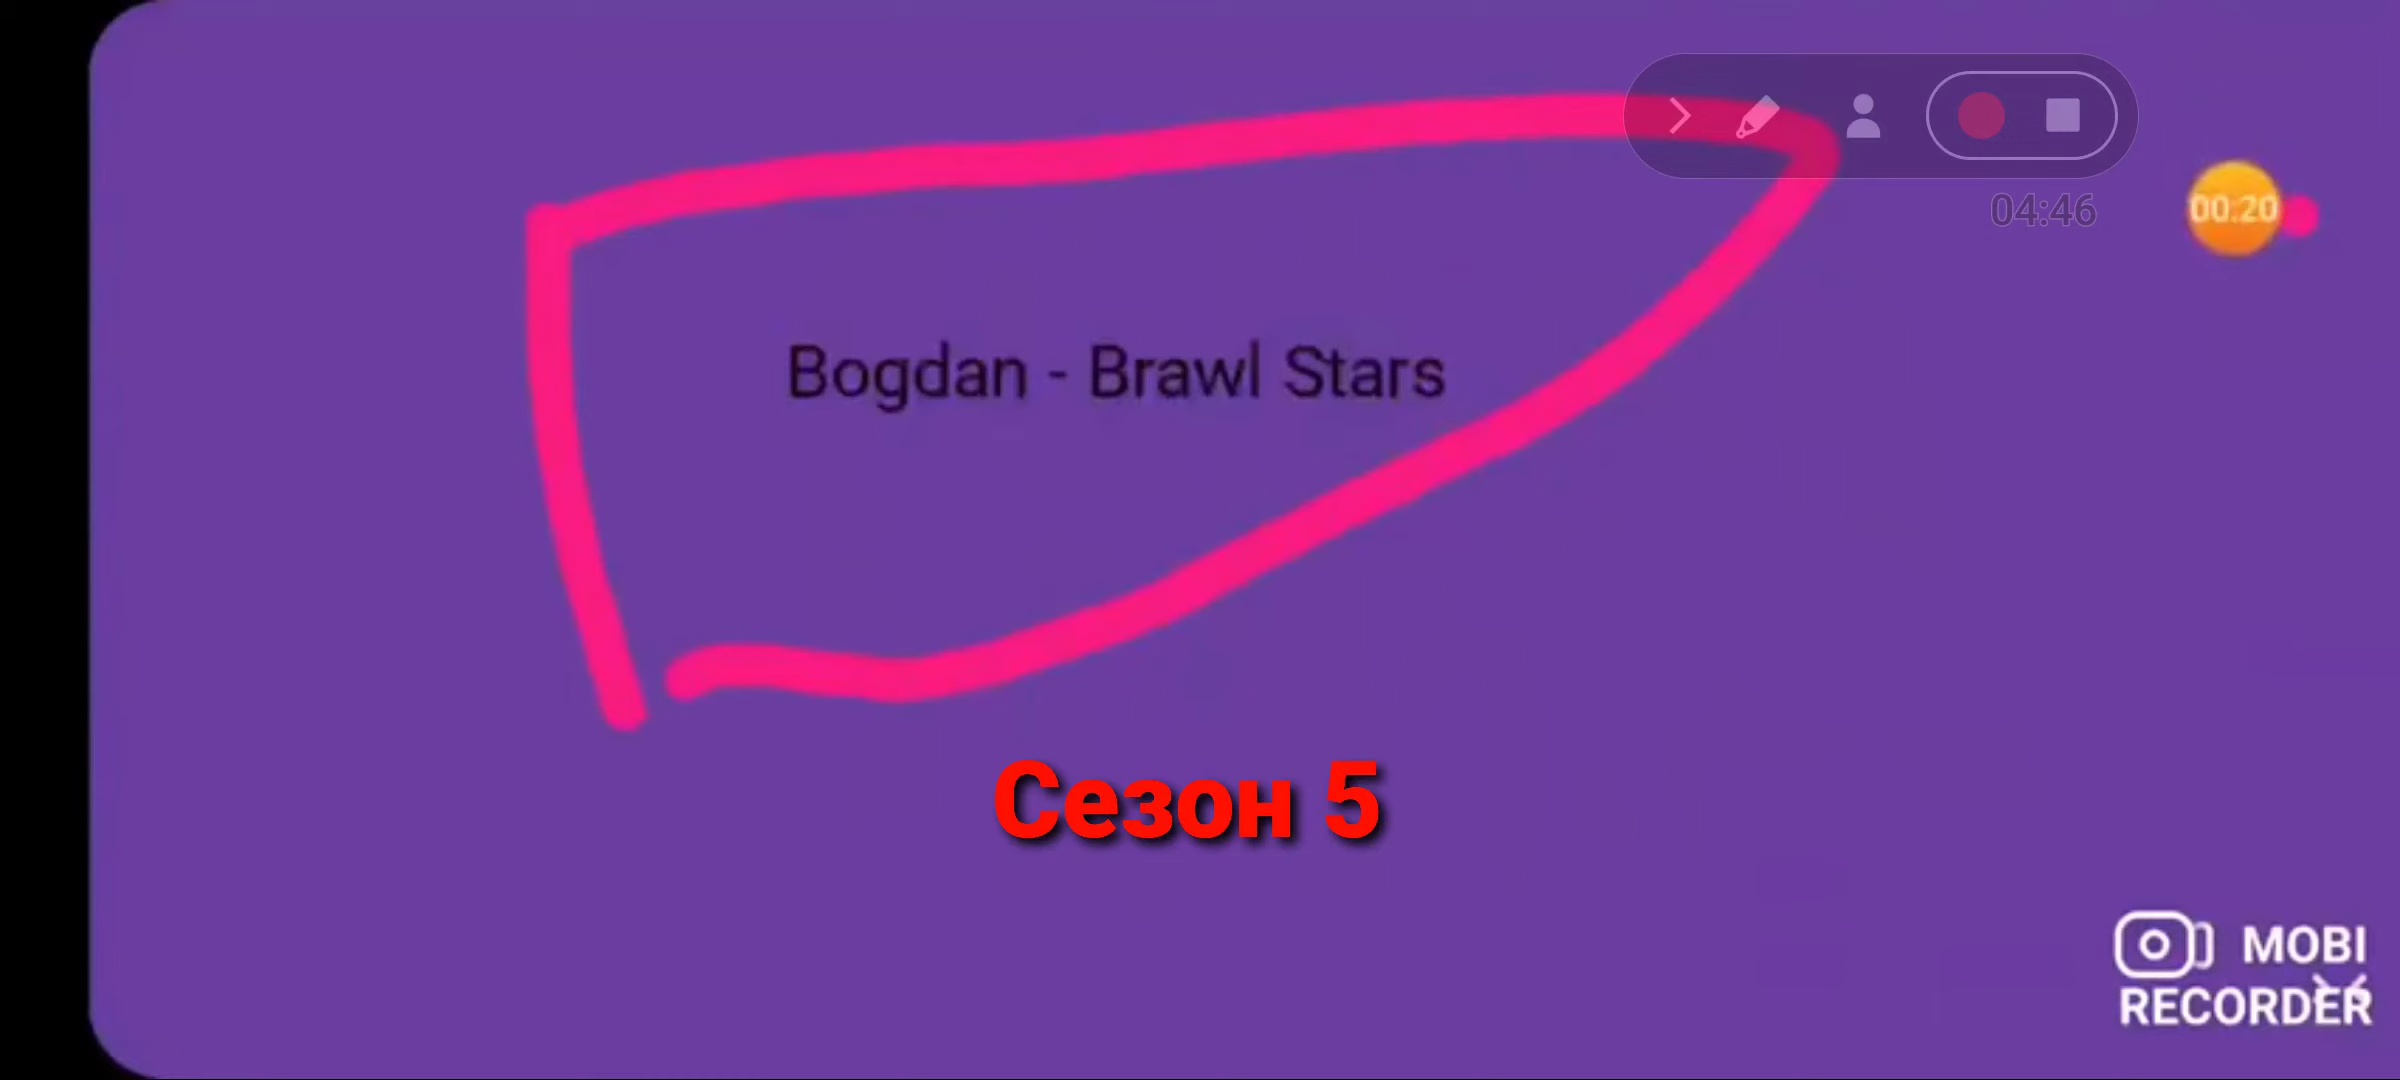 04:46
00:20
Bogdan - Brawl Stars
Сезон 5
MOBI
RECORDER